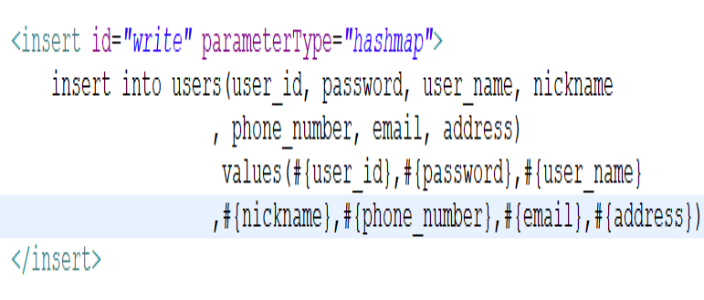 <insert id="write" parameterType="hashmap">
insert into users(user_id, password, user_name, nickname
, phone_number, email, address)
values(#{user_id},#{password},#{user_name}
,#{nickname},#{phone_number},#{email},#{address})
</insert>